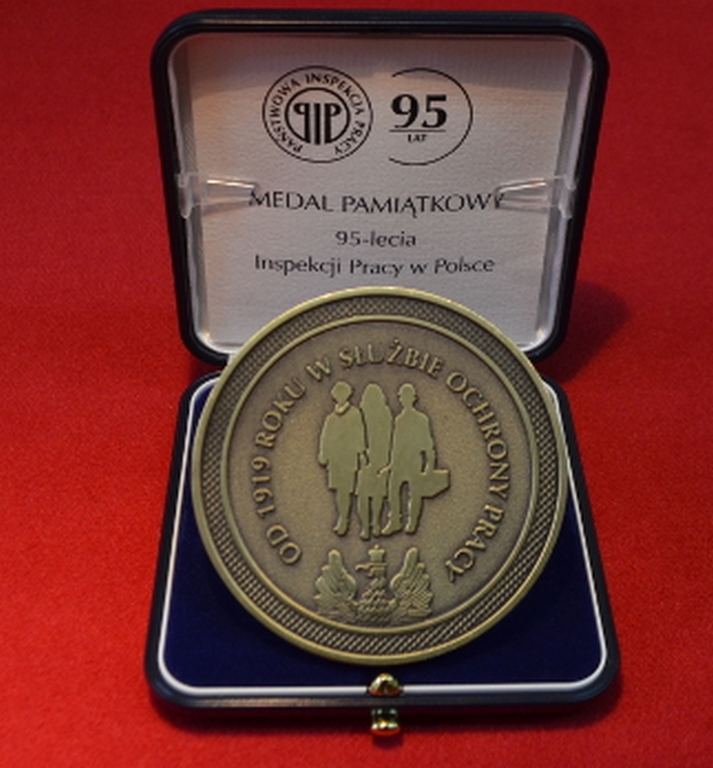 PAŃSTWOWA INSPEKCJA PRACY
PIP
95
LAT
MEDAL PAMIĄTKOWY
95-lecia
Inspekcji Pracy w Polsce
OD 1919 ROKU W SŁUŻBIE OCHRONY PRACY